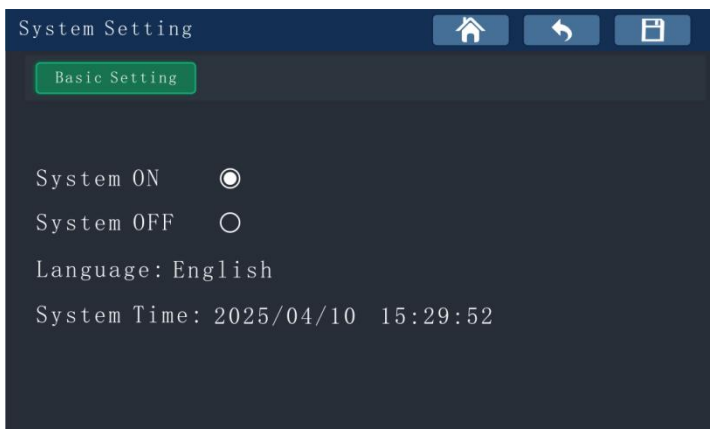 System Setting
Basic Setting
System ON
System OFF
Language: English
System Time: 2025/04/10 15:29:52